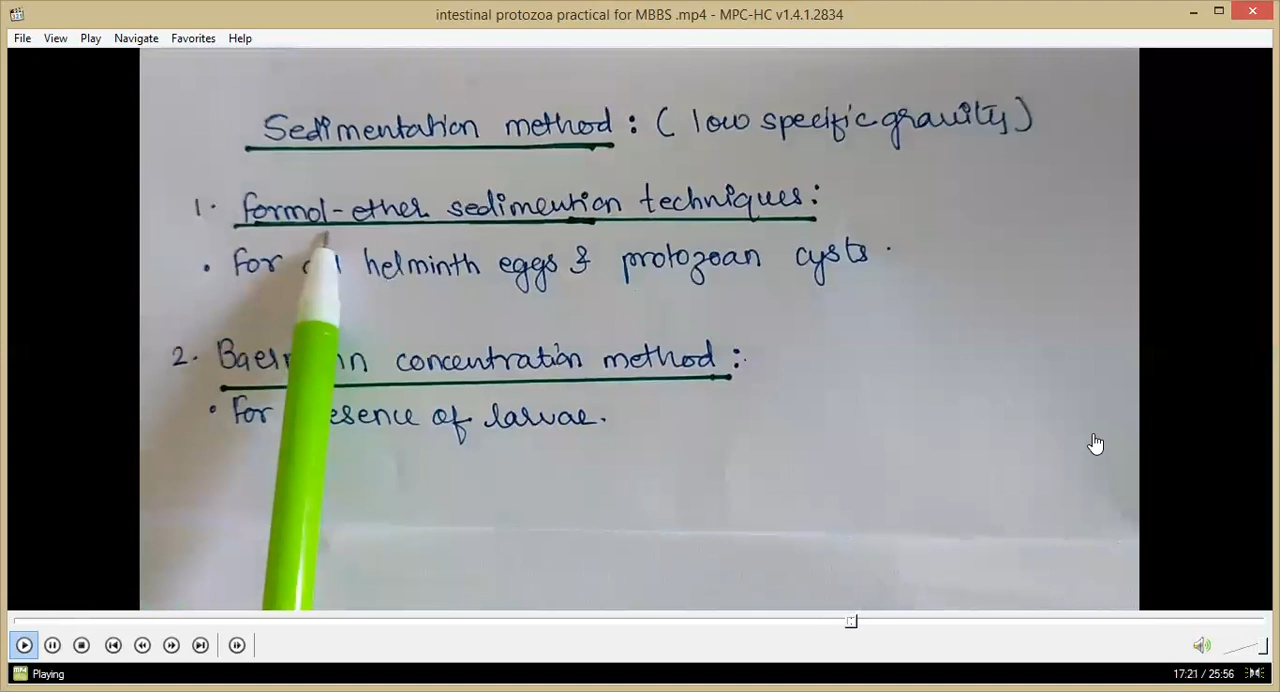 intestinal protozoa practical for MBBS .mp4 - MPC-HC v1.4.1.2834
File View Play Navigate Favorites Help
Sedimentation method : ( low specific gravity )
1. Formol-ether sedimention techniques :
• For helminth eggs & protozoan cysts .
2. concentration method :
• For of larvae.
Playing 17:21 / 25:56